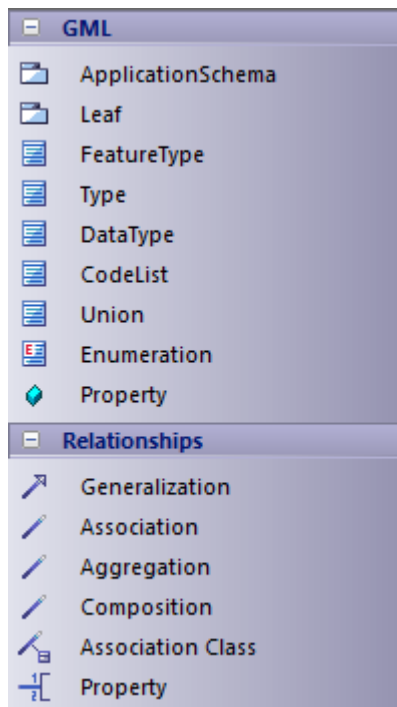 GML
ApplicationSchema
Leaf
FeatureType
Type
DataType
CodeList
Union
Enumeration
Property
Relationships
Generalization
Association
Aggregation
Composition
Association Class
Property